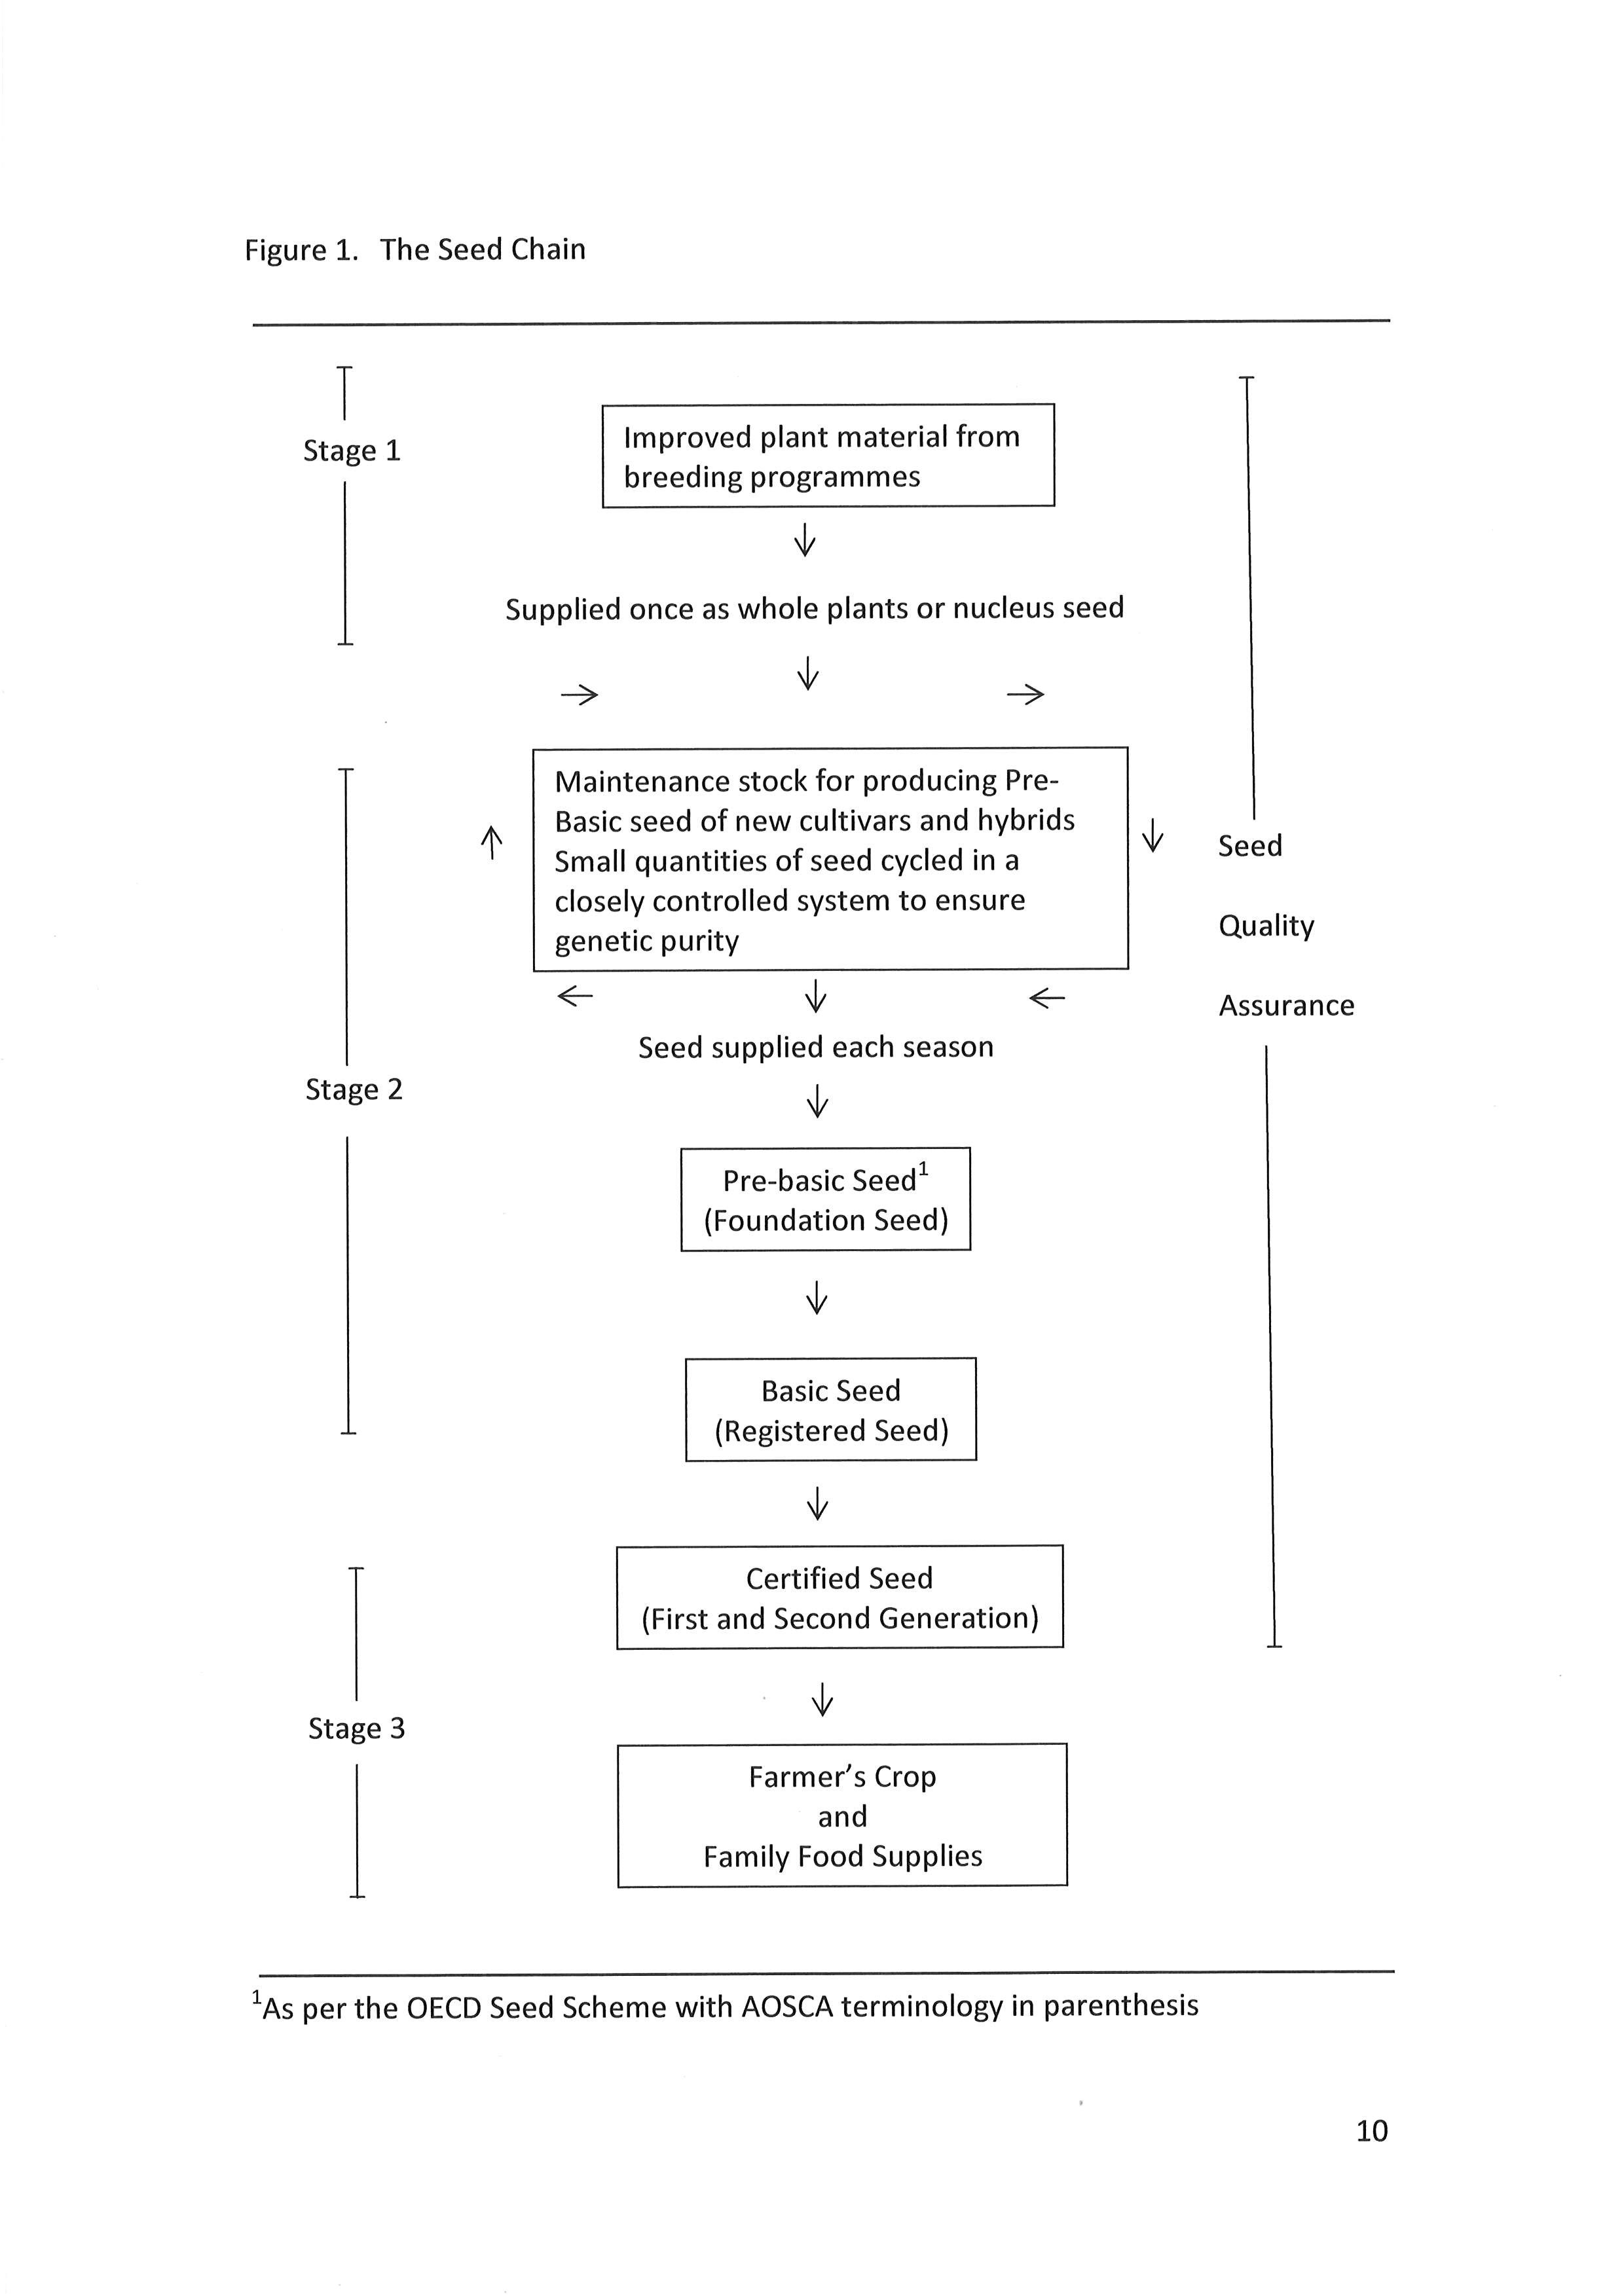 Figure 1. The Seed Chain
Stage 1
Improved plant material from
breeding programmes
Supplied once as whole plants or nucleus seed
Maintenance stock for producing Pre-
Basic seed of new cultivars and hybrids
Small quantities of seed cycled in a
closely controlled system to ensure
genetic purity
Seed
Quality
Assurance
Seed supplied each season
Stage 2
Pre-basic Seed¹
(Foundation Seed)
Basic Seed
(Registered Seed)
Certified Seed
(First and Second Generation)
Stage 3
Farmer’s Crop
and
Family Food Supplies
¹As per the OECD Seed Scheme with AOSCA terminology in parenthesis
10